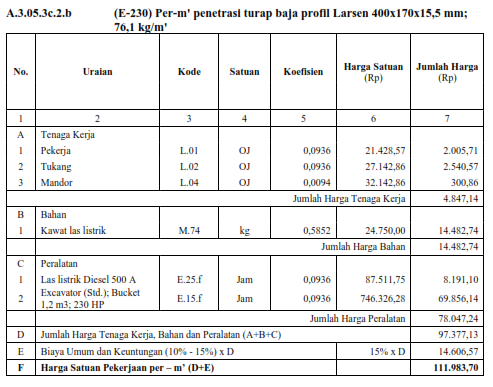 A.3.05.3c.2.b (E-230) Per-m' penetrasi turap baja profil Larsen 400x170x15,5 mm;
76,1 kg/m'
No. Uraian Kode Satuan Koefisien Harga Satuan (Rp) Jumlah Harga (Rp)
1 2 3 4 5 6 7
A Tenaga Kerja
1 Pekerja L.01 OJ 0,0936 21.428,57 2.005,71
2 Tukang L.02 OJ 0,0936 27.142,86 2.540,57
3 Mandor L.04 OJ 0,0094 32.142,86 300,86
Jumlah Harga Tenaga Kerja 4.847,14
B Bahan
1 Kawat las listrik M.74 kg 0,5852 24.750,00 14.482,74
Jumlah Harga Bahan 14.482,74
C Peralatan
1 Las listrik Diesel 500 A E.25.f Jam 0,0936 87.511,75 8.191,10
2 Excavator (Std.); Bucket 1,2 m3; 230 HP E.15.f Jam 0,0936 746.326,28 69.856,14
Jumlah Harga Peralatan 78.047,24
D Jumlah Harga Tenaga Kerja, Bahan dan Peralatan (A+B+C) 97.377,13
E Biaya Umum dan Keuntungan (10% - 15%) x D 15% x D 14.606,57
F Harga Satuan Pekerjaan per – m’ (D+E) 111.983,70